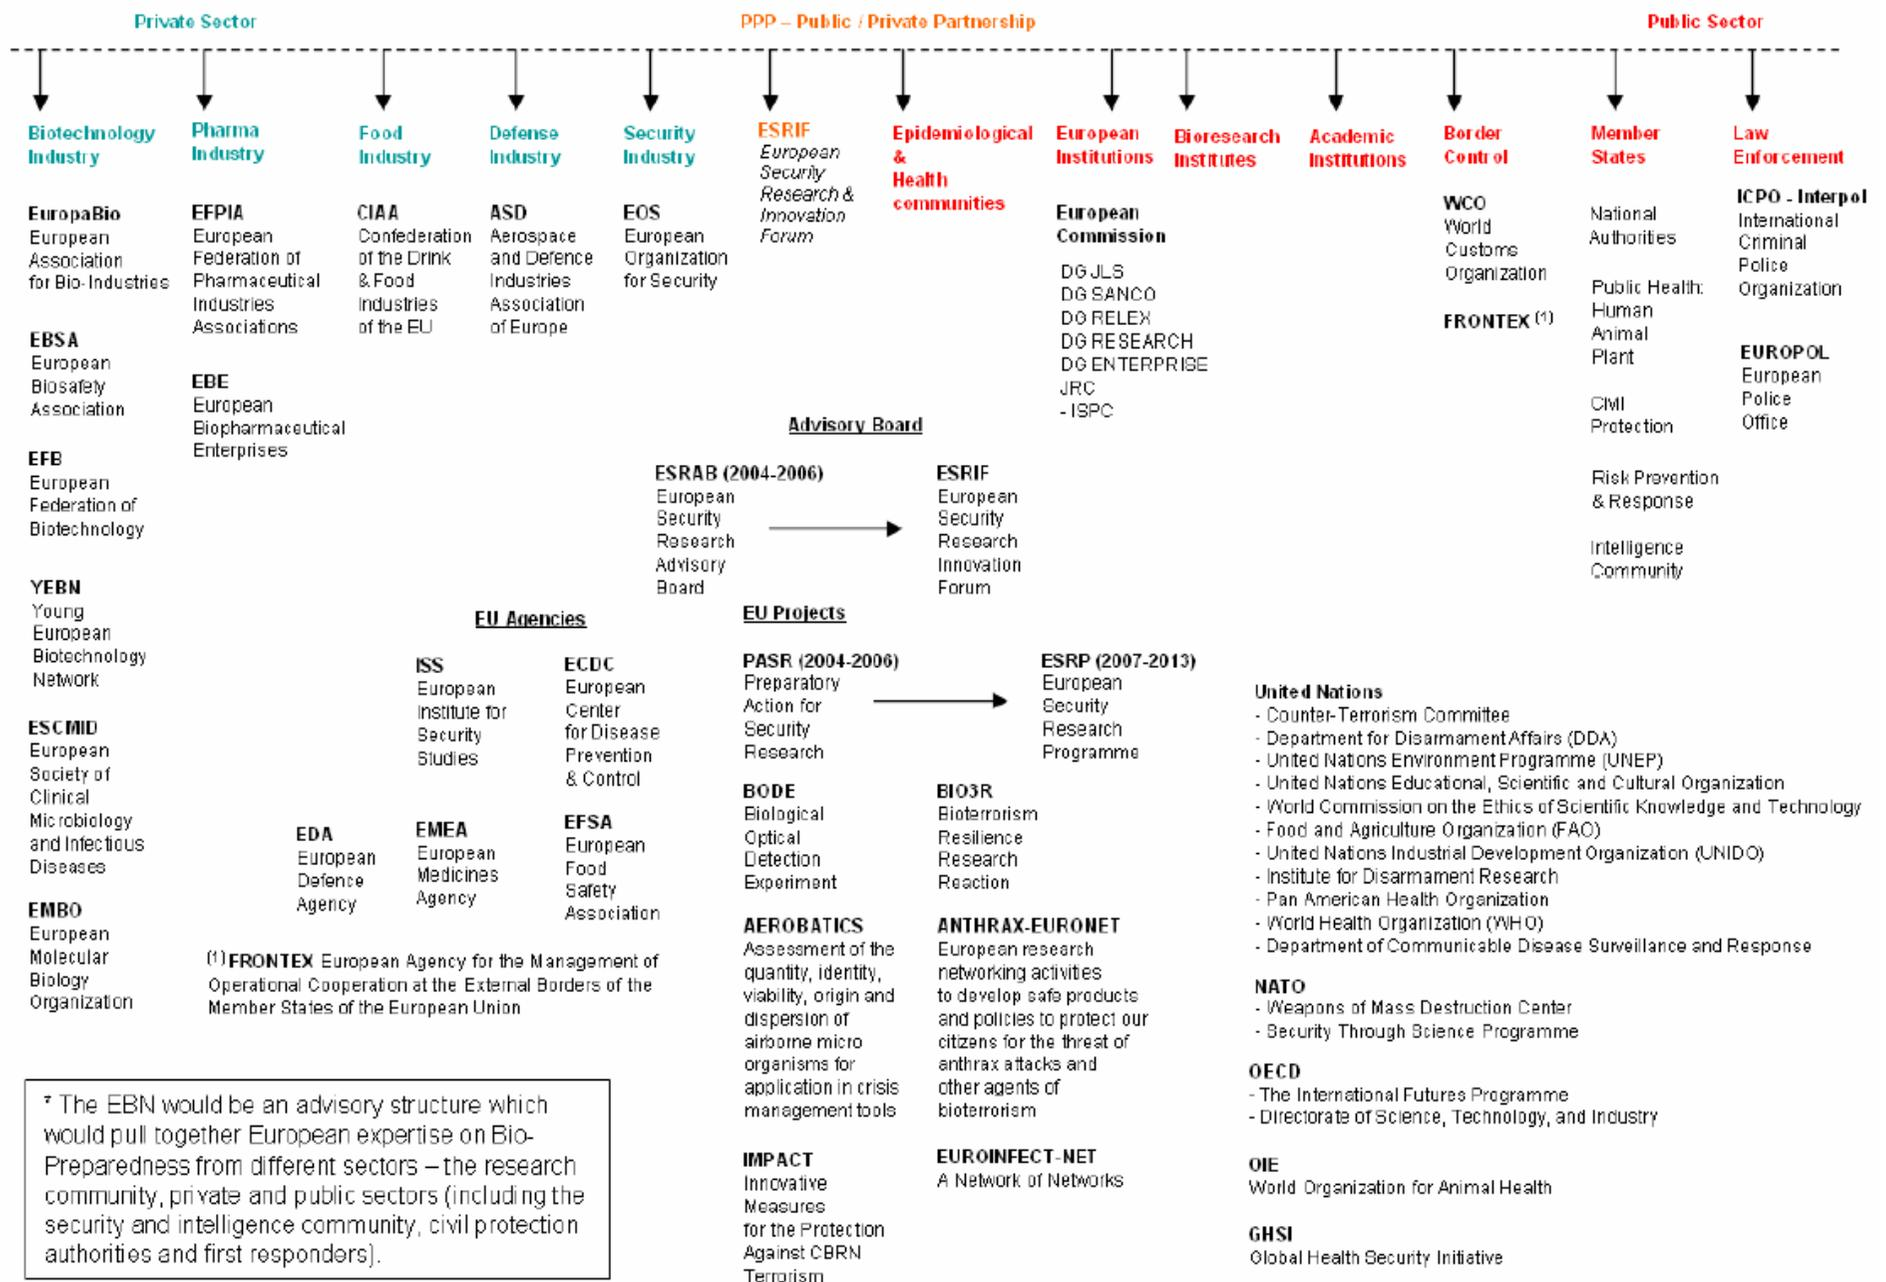 Private Sector
PPP – Public / Private Partnership
Public Sector
Biotechnology
Industry
EuropaBio
European
Association
for Bio-Industries
EBSA
European
Biosafety
Association
EFB
European
Federation of
Biotechnology
YEBN
Young
European
Biotechnology
Network
ESCMID
European
Society of
Clinical
Microbiology
and Infectious
Diseases
EMBO
European
Molecular
Biology
Organization
Pharma
Industry
EFPIA
European
Federation of
Pharmaceutical
Industries
Associations
EBE
European
Biopharmaceutical
Enterprises
Food
Industry
CIAA
Confederation
of the Drink
& Food
Industries
of the EU
Defense
Industry
ASD
Aerospace
and Defence
Industries
Association
of Europe
Security
Industry
EOS
European
Organization
for Security
ESRIF
European
Security
Research &
Innovation
Forum
Epidemiological
&
Health
communities
European
Institutions
European
Commission
DG JLS
DG SANCO
DG RELEX
DG RESEARCH
DG ENTERPRISE
JRC
- ISPC
Bioresearch
Institutes
Academic
Institutions
Border
Control
WCO
World
Customs
Organization
FRONTEX (1)
Member
States
National
Authorities
Public Health:
Human
Animal
Plant
Civil
Protection
Risk Prevention
& Response
Intelligence
Community
Law
Enforcement
ICPO - Interpol
International
Criminal
Police
Organization
EUROPOL
European
Police
Office
Advisory Board
ESRAB (2004-2006)
European
Security
Research
Advisory
Board
ESRIF
European
Security
Research
Innovation
Forum
EU Agencies
ISS
European
Institute for
Security
Studies
ECDC
European
Center
for Disease
Prevention
& Control
EDA
European
Defence
Agency
EMEA
European
Medicines
Agency
EFSA
European
Food
Safety
Association
(1) FRONTEX European Agency for the Management of
Operational Cooperation at the External Borders of the
Member States of the European Union
EU Projects
PASR (2004-2006)
Preparatory
Action for
Security
Research
ESRP (2007-2013)
European
Security
Research
Programme
BODE
Biological
Optical
Detection
Experiment
BIO3R
Bioterrorism
Resilience
Research
Reaction
AEROBATICS
Assessment of the
quantity, identity,
viability, origin and
dispersion of
airborne micro
organisms for
application in crisis
management tools
ANTHRAX-EURONET
European research
networking activities
to develop safe products
and policies to protect our
citizens for the threat of
anthrax attacks and
other agents of
bioterrorism
IMPACT
Innovative
Measures
for the Protection
Against CBRN
Terrorism
EUROINFECT-NET
A Network of Networks
United Nations
- Counter-Terrorism Committee
- Department for Disarmament Affairs (DDA)
- United Nations Environment Programme (UNEP)
- United Nations Educational, Scientific and Cultural Organization
- World Commission on the Ethics of Scientific Knowledge and Technology
- Food and Agriculture Organization (FAO)
- United Nations Industrial Development Organization (UNIDO)
- Institute for Disarmament Research
- Pan American Health Organization
- World Health Organization (WHO)
- Department of Communicable Disease Surveillance and Response
NATO
- Weapons of Mass Destruction Center
- Security Through Science Programme
OECD
- The International Futures Programme
- Directorate of Science, Technology, and Industry
OIE
World Organization for Animal Health
GHSI
Global Health Security Initiative
* The EBN would be an advisory structure which
would pull together European expertise on Bio-
Preparedness from different sectors – the research
community, private and public sectors (including the
security and intelligence community, civil protection
authorities and first responders).